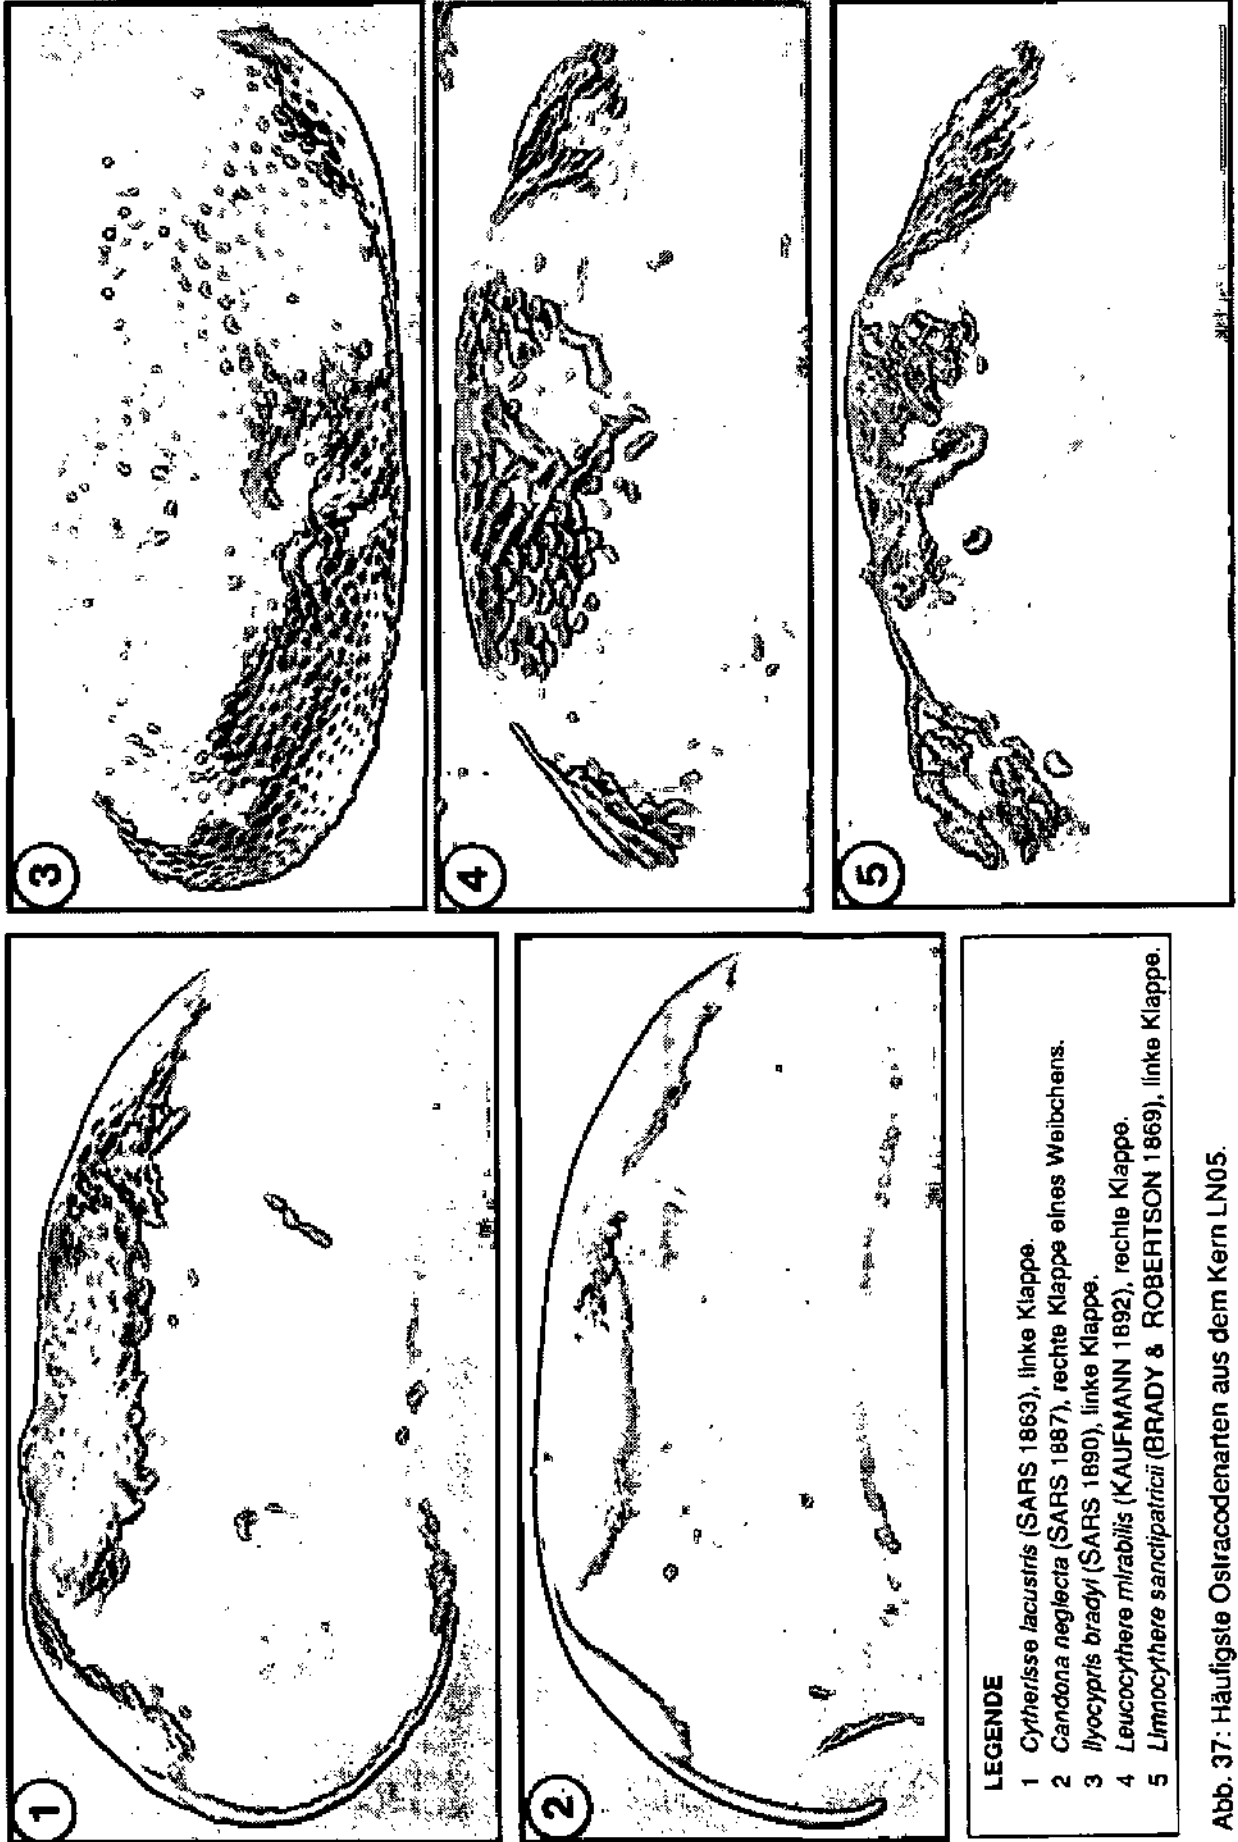 1
2
3
4
5
LEGENDE
1 Cytherisse lacustris (SARS 1863), linke Klappe.
2 Candona neglecta (SARS 1887), rechte Klappe eines Weibchens.
3 Ilyocypris bradyi (SARS 1890), linke Klappe.
4 Leucocythere mirabilis (KAUFMANN 1892), rechte Klappe.
5 Limnocythere sanctipatricii (BRADY & ROBERTSON 1869), linke Klappe.
Abb. 37: Häufigste Ostracodenarten aus dem Kern LN05.